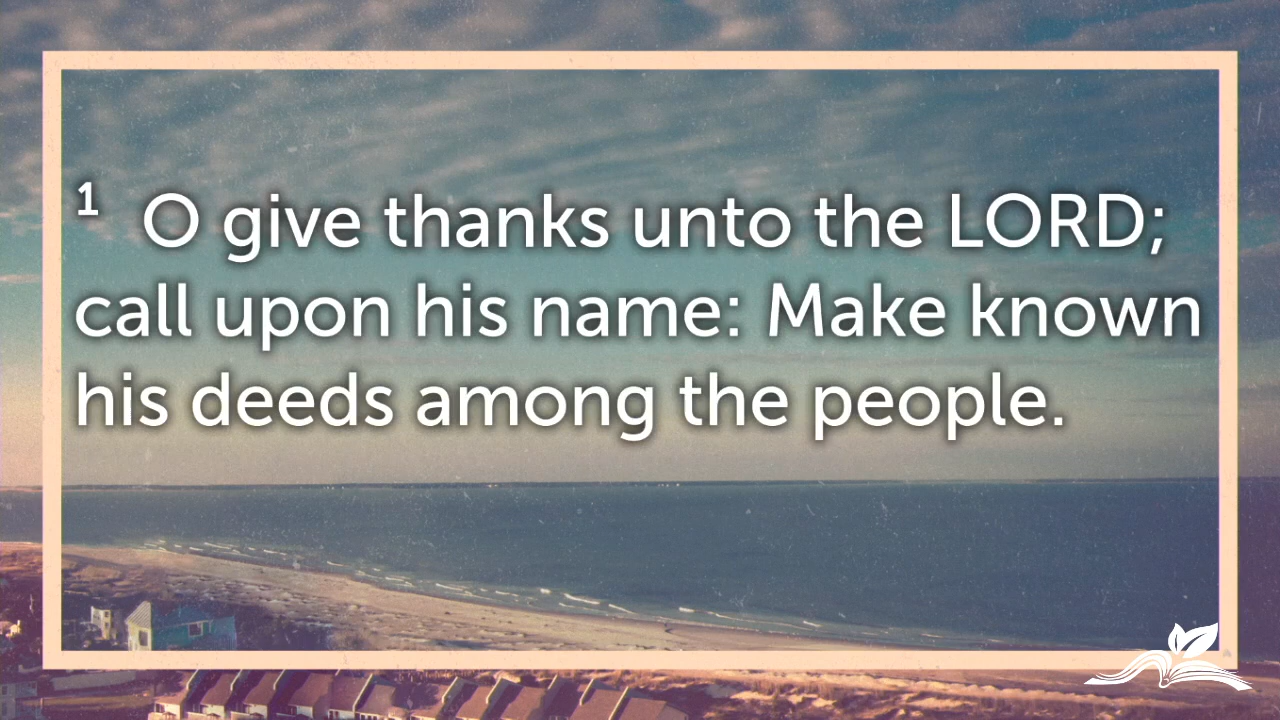 1 O give thanks unto the LORD;
call upon his name: Make known
his deeds among the people.